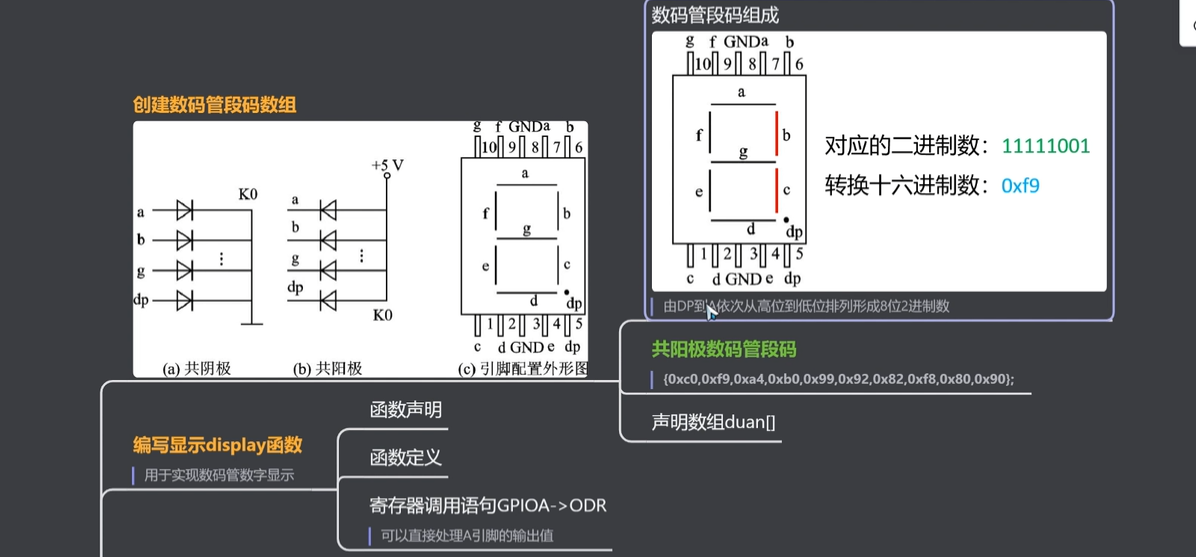 创建数码管段码数组
K0
a
b
g
dp
(a) 共阴极
+5 V
a
b
g
dp
K0
(b) 共阳极
g f GNDa b
10 9 8 7 6
a
f b
g
e c
d dp
1 2 3 4 5
c d GND e dp
(c) 引脚配置外形图
编写显示display函数
用于实现数码管数字显示
函数声明
函数定义
寄存器调用语句GPIOA->ODR
可以直接处理A引脚的输出值
数码管段码组成
g f GNDa b
10 9 8 7 6
a
f b
g
e c
d dp
1 2 3 4 5
c d GND e dp
对应的二进制数：11111001
转换十六进制数：0xf9
由DP到A依次从高位到低位排列形成8位2进制数
共阳极数码管段码
{0xc0,0xf9,0xa4,0xb0,0x99,0x92,0x82,0xf8,0x80,0x90};
声明数组duan[]